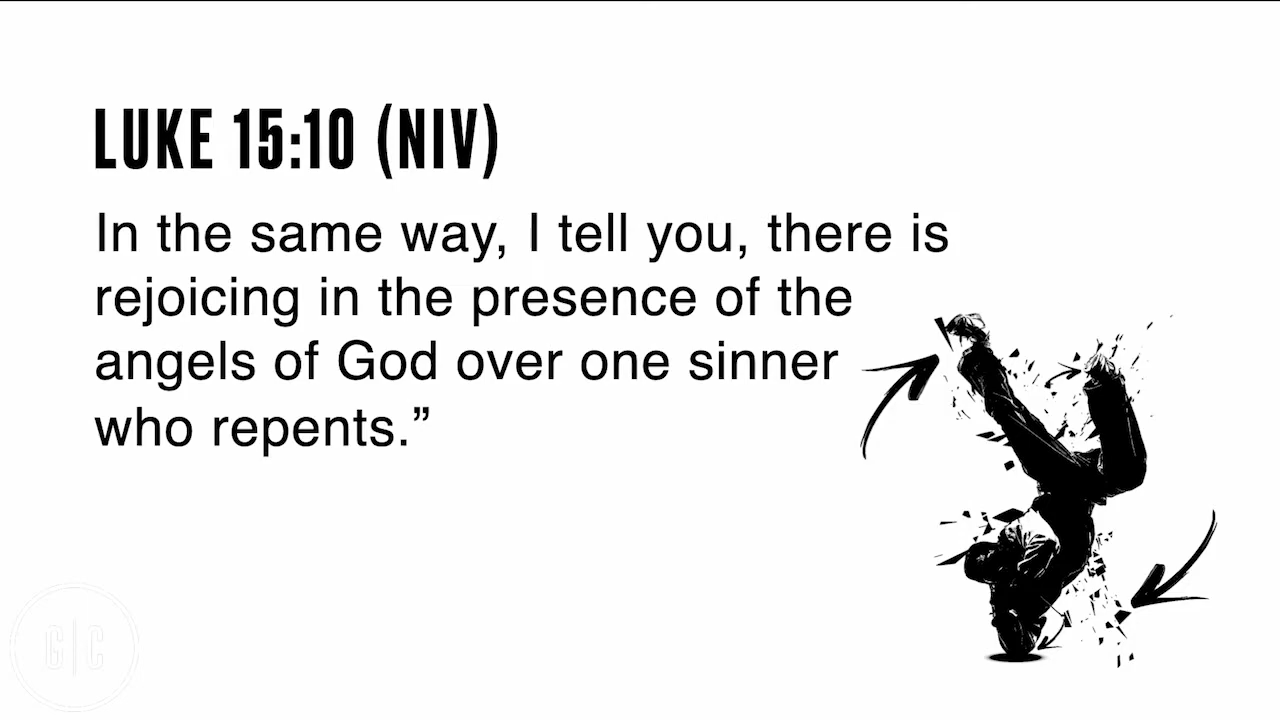 LUKE 15:10 (NIV)
In the same way, I tell you, there is
rejoicing in the presence of the
angels of God over one sinner
who repents.”
G|C